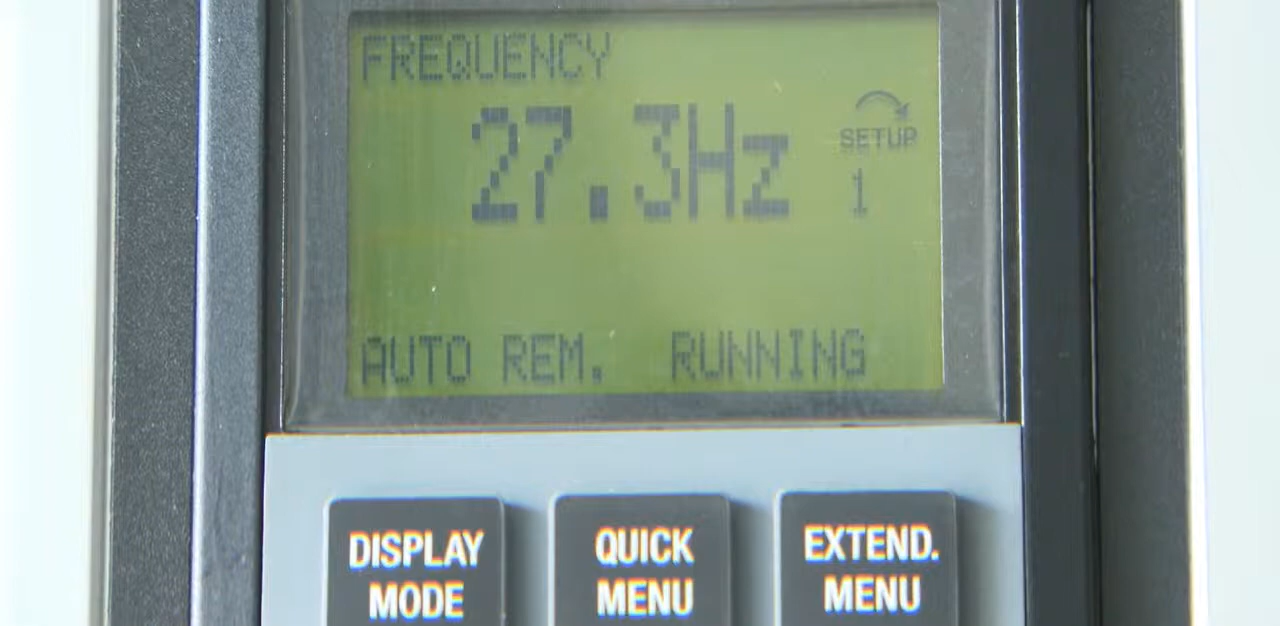 FREQUENCY
27.3Hz
SETUP
1
AUTO REM. RUNNING
DISPLAY
MODE
QUICK
MENU
EXTEND.
MENU